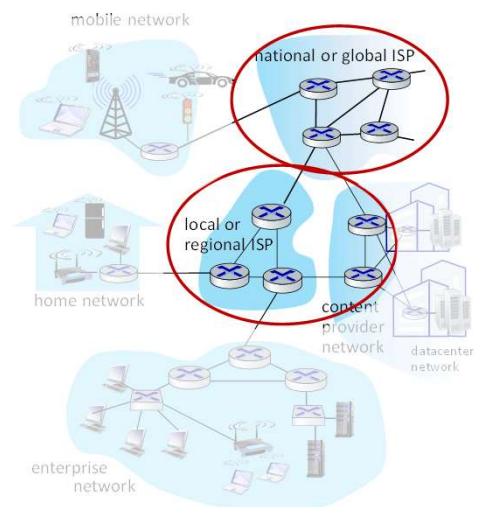 mobile network
national or global ISP
local or
regional ISP
home network
content
provider
network
datacenter
network
enterprise
network